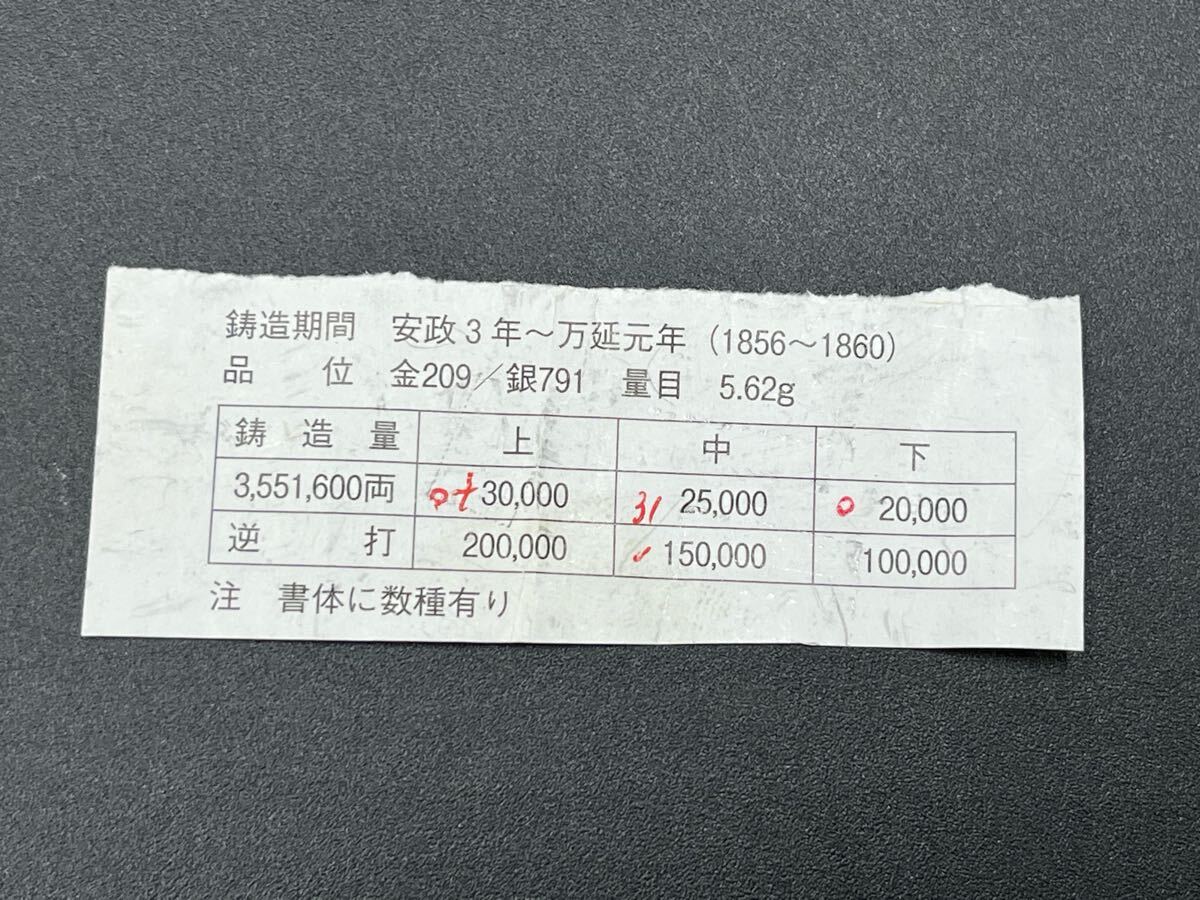 鋳造期間 安政3年～万延元年(1856～1860)
品 位 金209／銀791 量目 5.62g
鋳 造 量 上 中 下
3,551,600両 30,000 31 25,000 20,000
逆 打 200,000 150,000 100,000
注 書体に数種有り